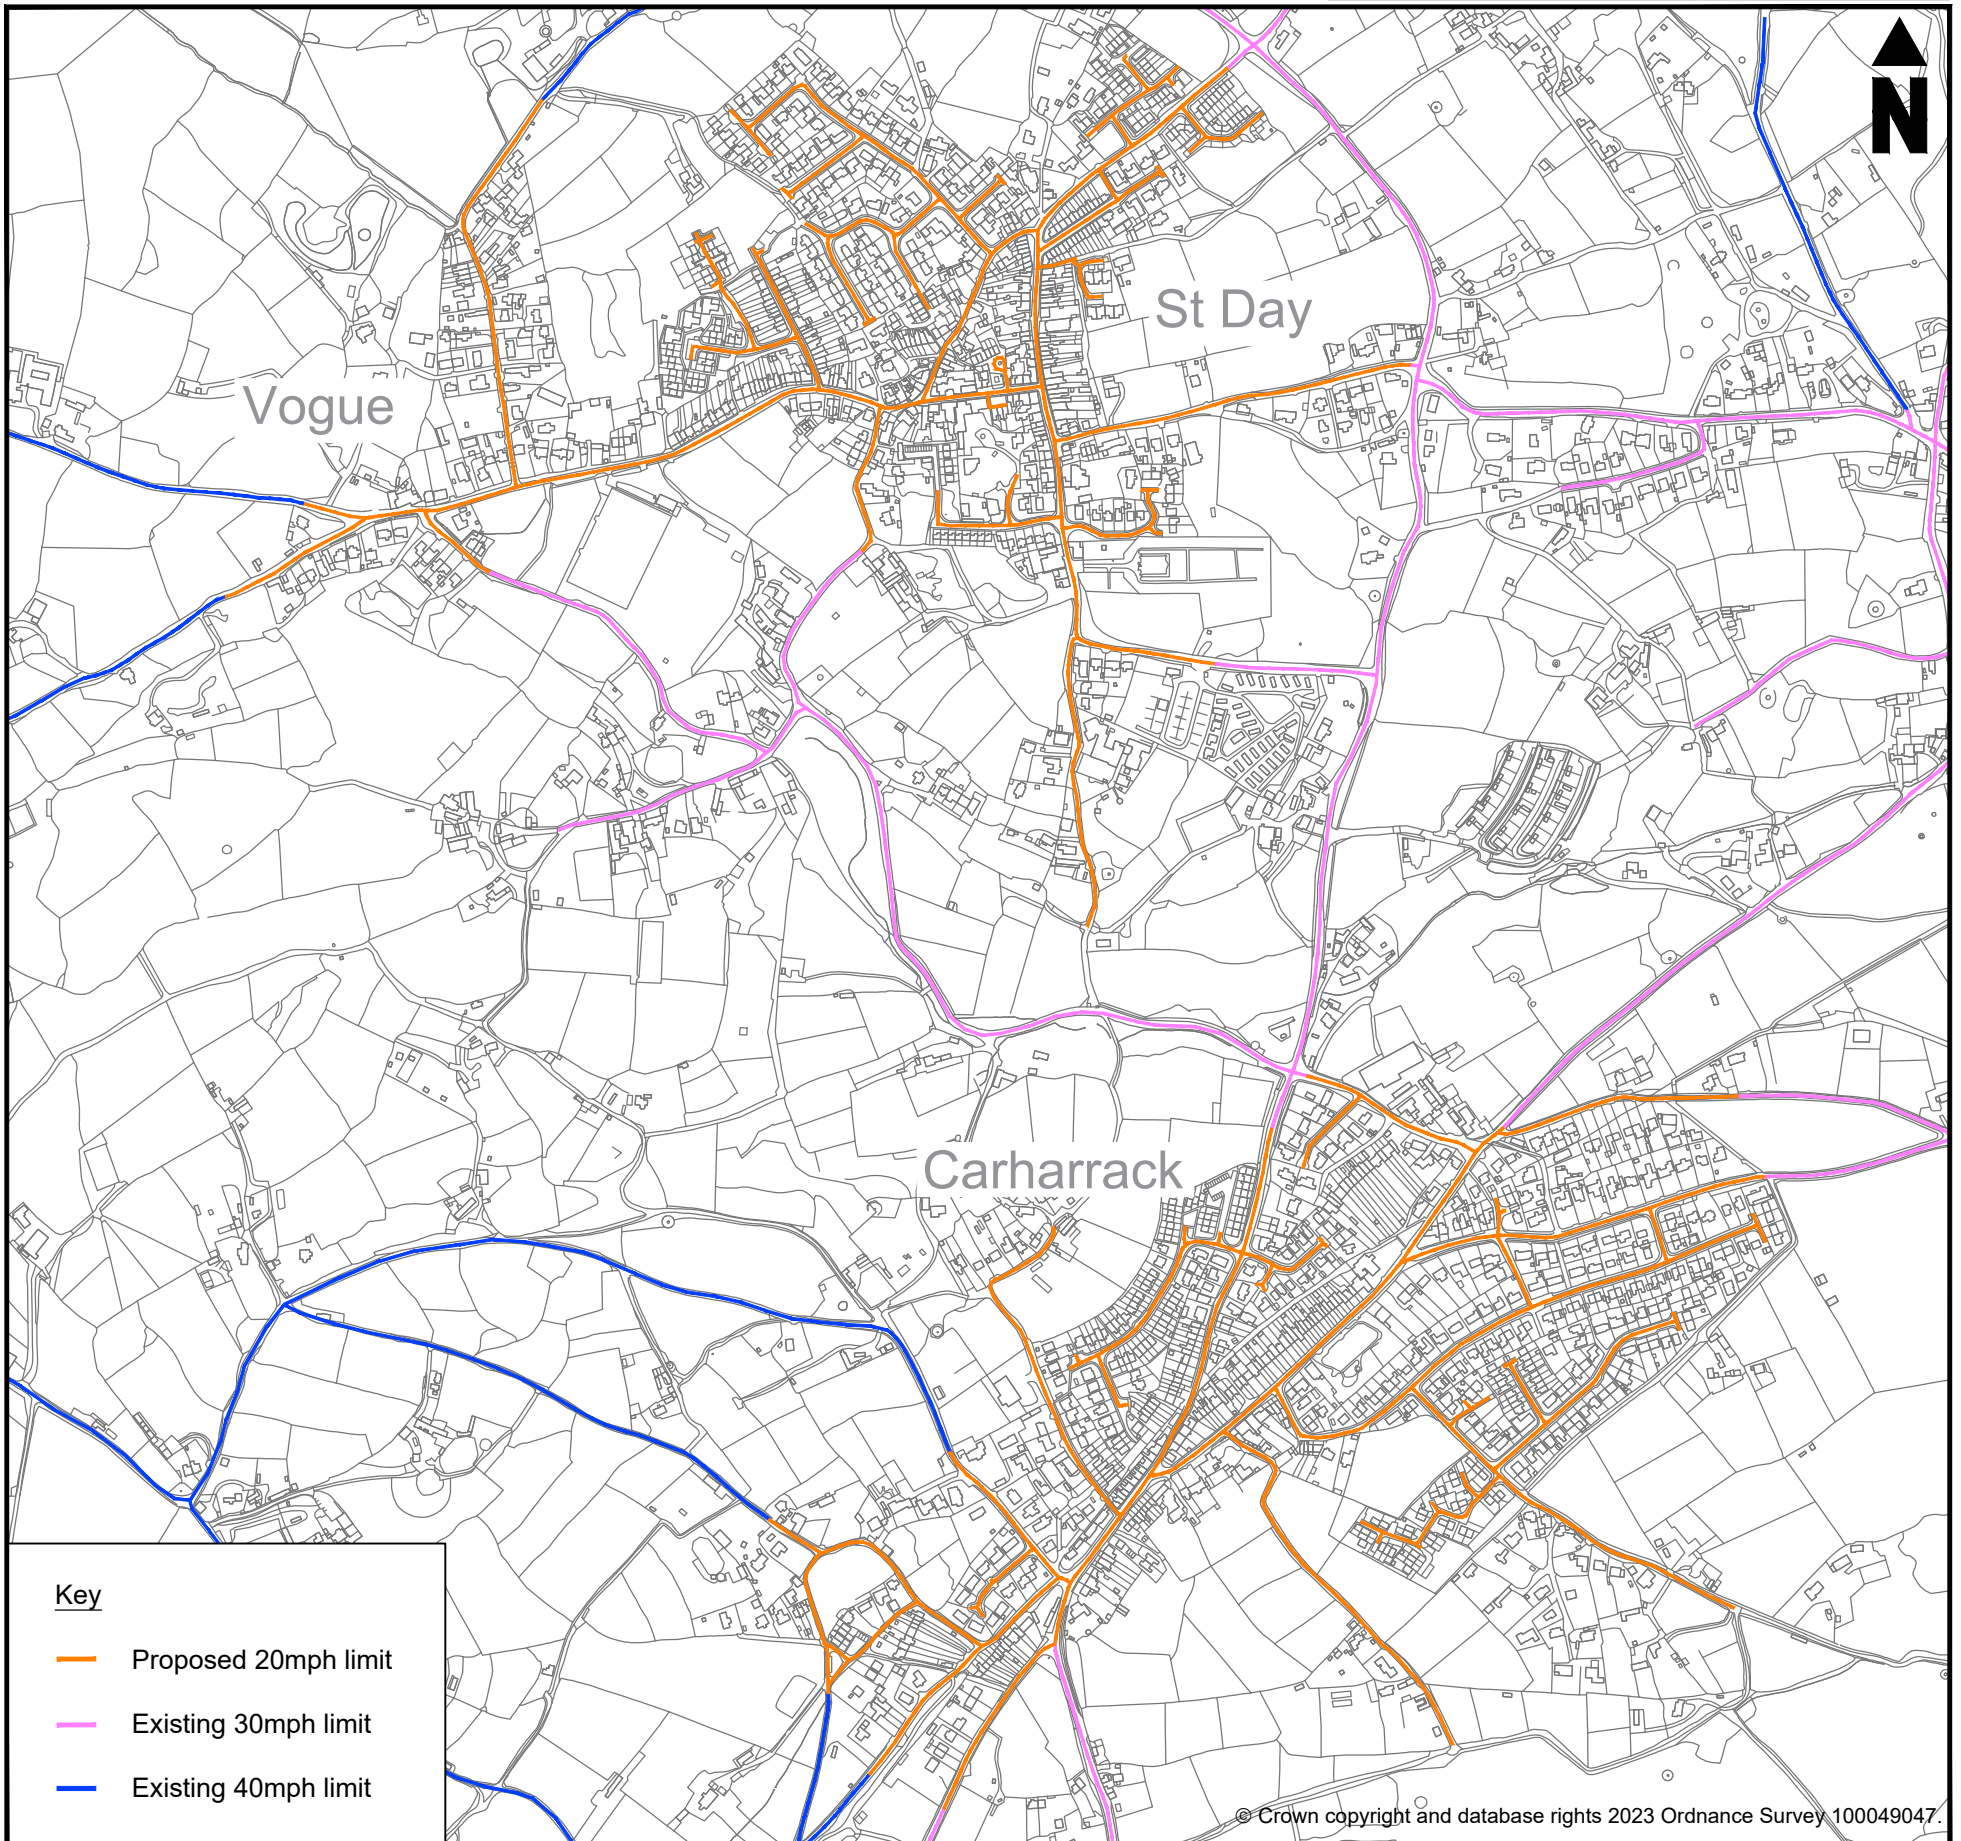 N
St Day
Vogue
Carharrack
Key
Proposed 20mph limit
Existing 30mph limit
Existing 40mph limit
© Crown copyright and database rights 2023 Ordnance Survey 100049047.